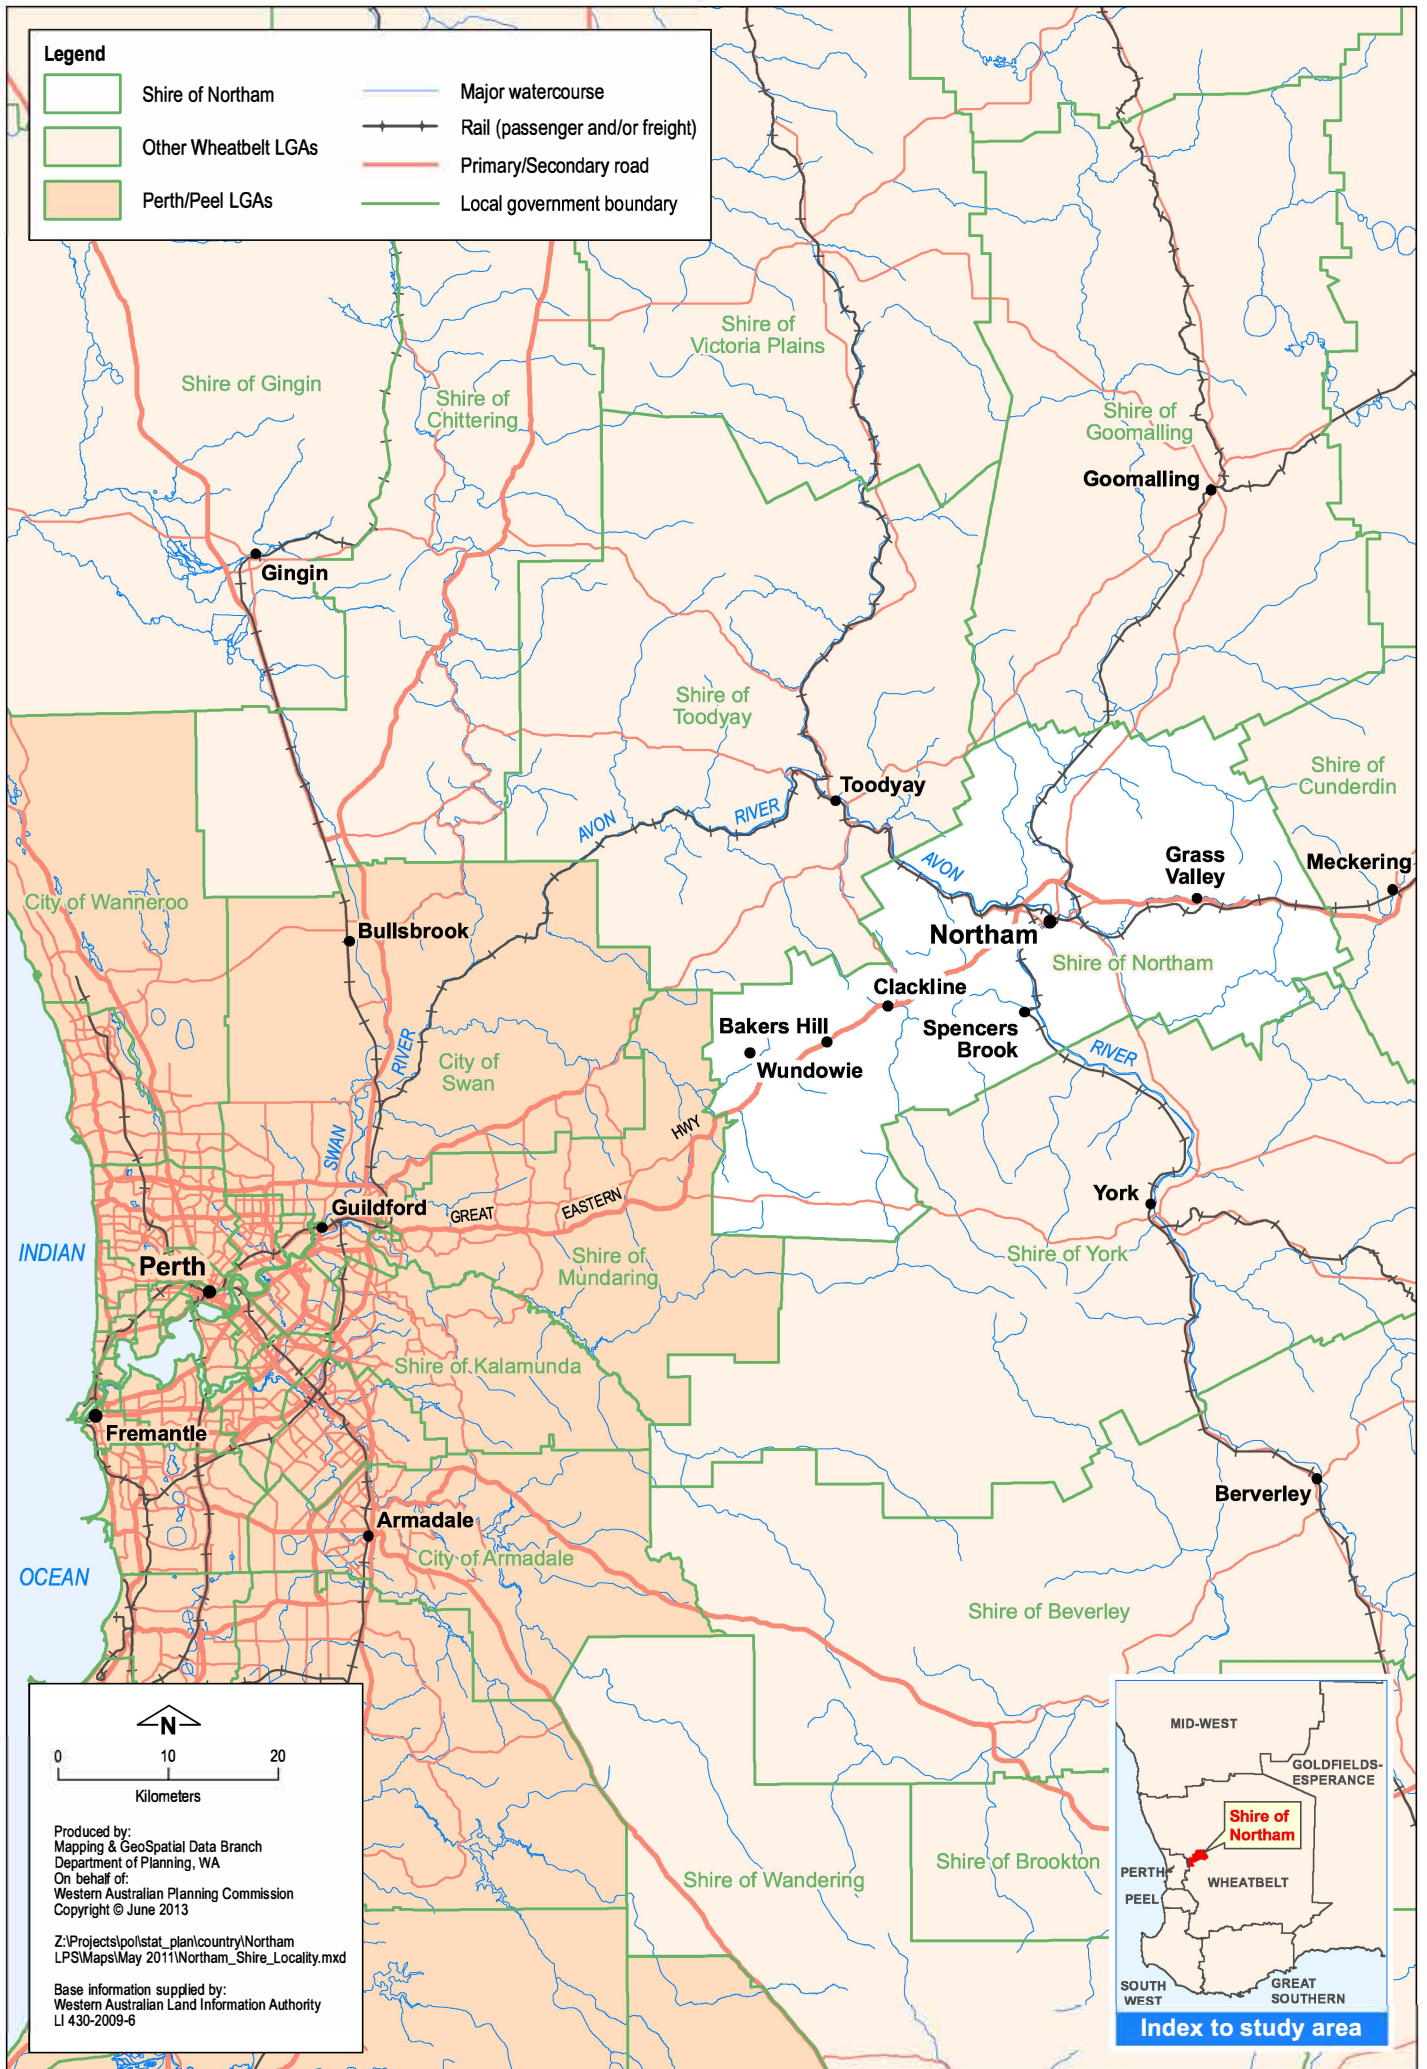 Legend
Shire of Northam
Other Wheatbelt LGAs
Perth/Peel LGAs
Major watercourse
Rail (passenger and/or freight)
Primary/Secondary road
Local government boundary
Shire of
Victoria Plains
Shire of Gingin
Shire of
Chittering
Shire of
Goomalling
Goomalling
Gingin
Shire of
Toodyay
Toodyay
Shire of
Cunderdin
AVON
RIVER
AVON
Grass
Valley
Meckering
City of Wanneroo
Bullsbrook
Northam
Shire of Northam
Clackline
Bakers Hill
Spencers
Brook
Wundowie
RIVER
RIVER
City of
Swan
HWY
SWAN
York
Guildford
GREAT
EASTERN
INDIAN
Perth
Shire of
Mundaring
Shire of York
Shire of Kalamunda
Fremantle
Berverley
Armadale
City of Armadale
OCEAN
Shire of Beverley
Shire of Wandering
Shire of Brookton
N
0
10
20
Kilometers
Produced by:
Mapping & GeoSpatial Data Branch
Department of Planning, WA
On behalf of:
Western Australian Planning Commission
Copyright © June 2013
Z:\Projects\pol\stat_plan\country\Northam
LPS\Maps\May 2011\Northam_Shire_Locality.mxd
Base information supplied by:
Western Australian Land Information Authority
LI 430-2009-6
MID-WEST
GOLDFIELDS-
ESPERANCE
Shire of
Northam
PERTH
WHEATBELT
PEEL
SOUTH
WEST
GREAT
SOUTHERN
Index to study area